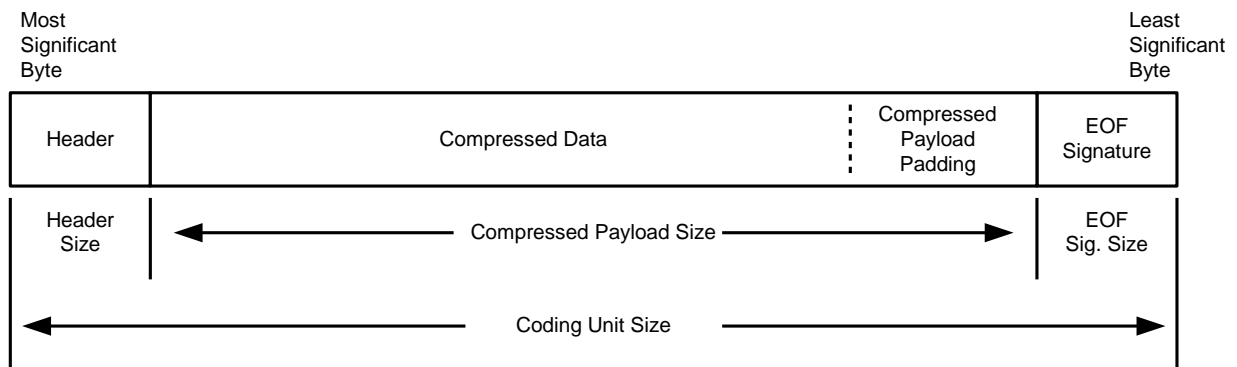 Most
Significant
Byte
Least
Significant
Byte
Header
Compressed Data
Compressed
Payload
Padding
EOF
Signature
Header
Size
Compressed Payload Size
EOF
Sig. Size
Coding Unit Size